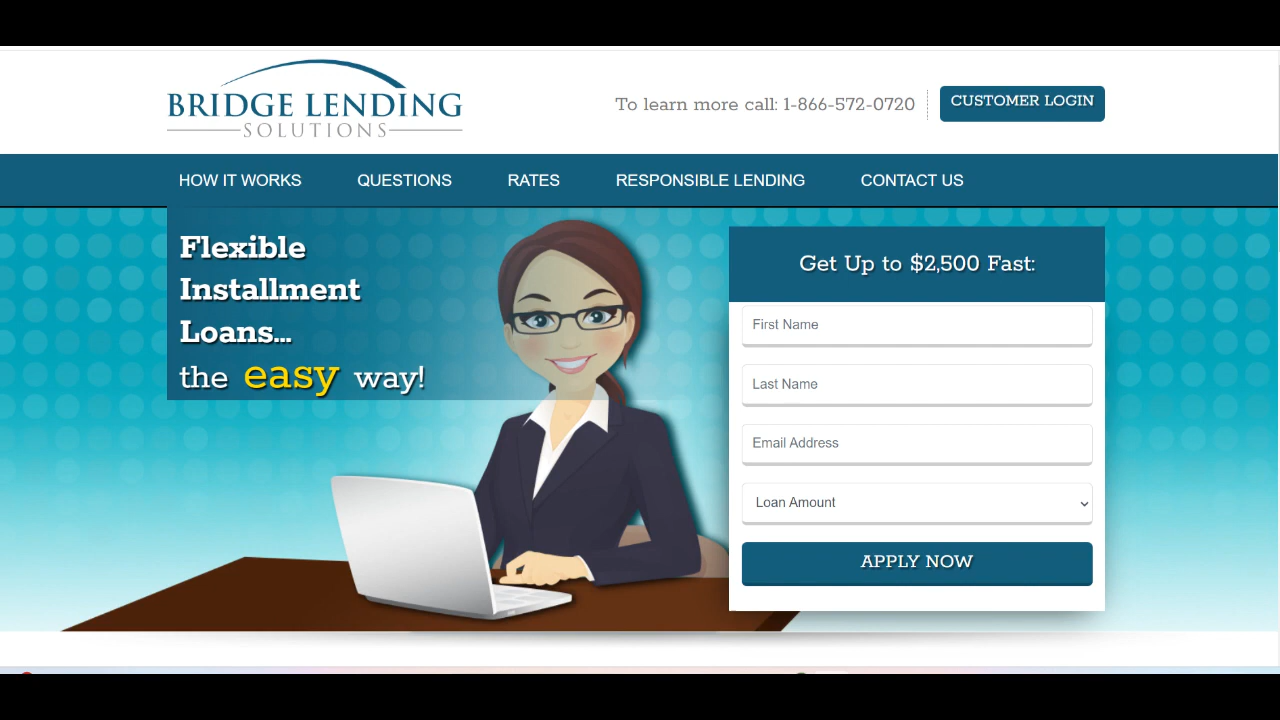 BRIDGE LENDING
SOLUTIONS
To learn more call: 1-866-572-0720
CUSTOMER LOGIN
HOW IT WORKS
QUESTIONS
RATES
RESPONSIBLE LENDING
CONTACT US
Flexible
Installment
Loans...
the easy way!
Get Up to $2,500 Fast:
First Name
Last Name
Email Address
Loan Amount
APPLY NOW